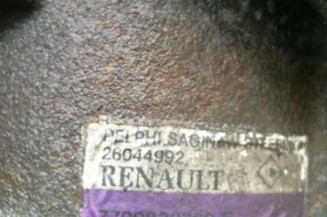 DELPHI.SAGINAW STEERING
26044992
RENAULT